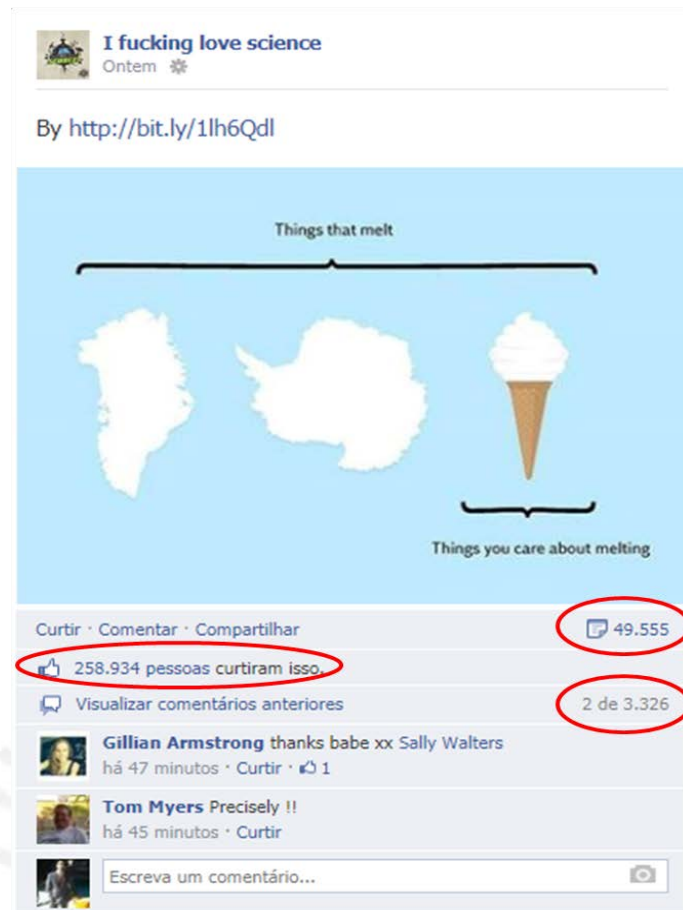 I fucking love science
Ontem
By http://bit.ly/1lh6Qdl
Things that melt
Things you care about melting
Curtir · Comentar · Compartilhar 49.555
258.934 pessoas curtiram isso.
Visualizar comentários anteriores 2 de 3.326
Gillian Armstrong thanks babe xx Sally Walters
há 47 minutos · Curtir · 1
Tom Myers Precisely !!
há 45 minutos · Curtir
Escreva um comentário...